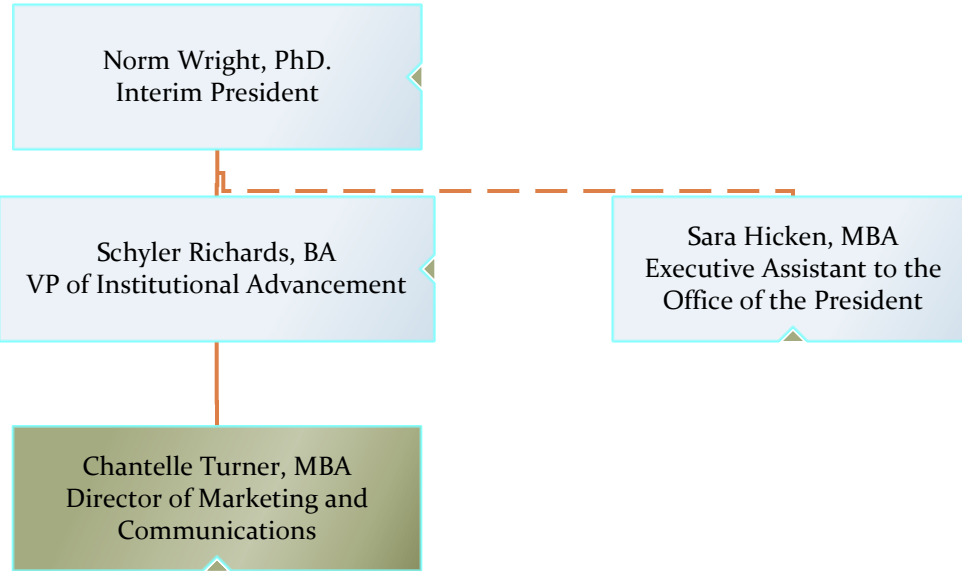 Norm Wright, PhD.
Interim President
Schyler Richards, BA
VP of Institutional Advancement
Sara Hicken, MBA
Executive Assistant to the
Office of the President
Chantelle Turner, MBA
Director of Marketing and
Communications